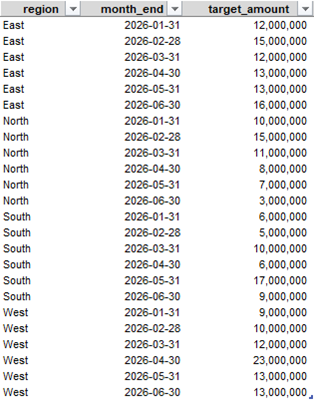 region month_end target_amount
East 2026-01-31 12,000,000
East 2026-02-28 15,000,000
East 2026-03-31 12,000,000
East 2026-04-30 13,000,000
East 2026-05-31 13,000,000
East 2026-06-30 16,000,000
North 2026-01-31 10,000,000
North 2026-02-28 15,000,000
North 2026-03-31 11,000,000
North 2026-04-30 8,000,000
North 2026-05-31 7,000,000
North 2026-06-30 3,000,000
South 2026-01-31 6,000,000
South 2026-02-28 5,000,000
South 2026-03-31 10,000,000
South 2026-04-30 6,000,000
South 2026-05-31 17,000,000
South 2026-06-30 9,000,000
West 2026-01-31 9,000,000
West 2026-02-28 10,000,000
West 2026-03-31 12,000,000
West 2026-04-30 23,000,000
West 2026-05-31 13,000,000
West 2026-06-30 13,000,000